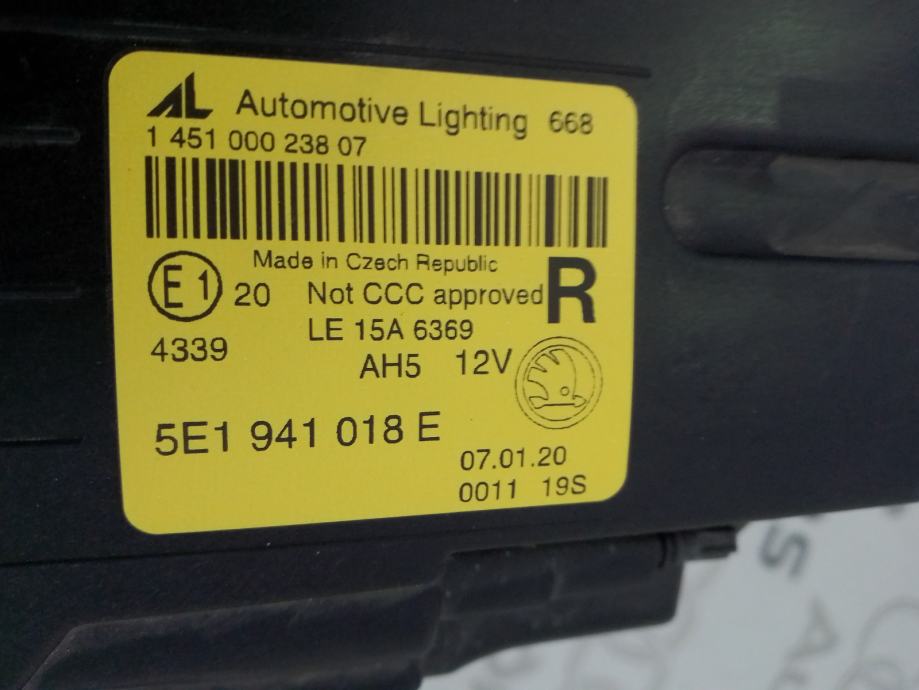 AL Automotive Lighting 668
1 451 000 238 07
Made in Czech Republic
E1 20 Not CCC approved R
LE 15A 6369
4339 AH5 12V
5E1 941 018 E
07.01.20
0011 19S